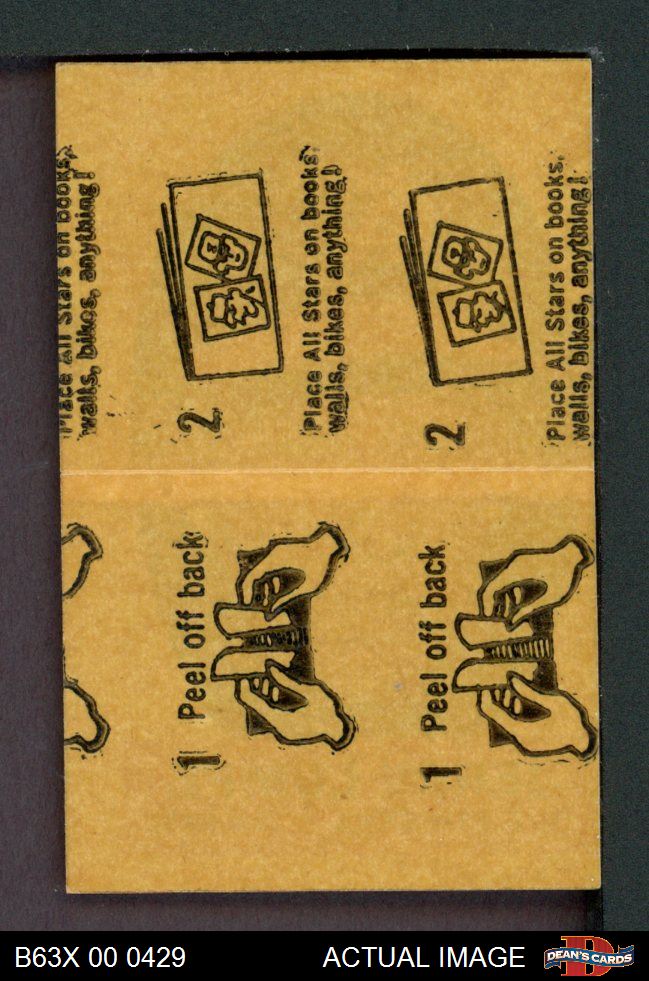 Place All Stars on books,
walls, bikes, anything!
2
Place All Stars on books,
walls, bikes, anything!
2
Place All Stars on books,
walls, bikes, anything!
1 Peel off back
1 Peel off back
B63X 00 0429
ACTUAL IMAGE
DEAN'S CARDS